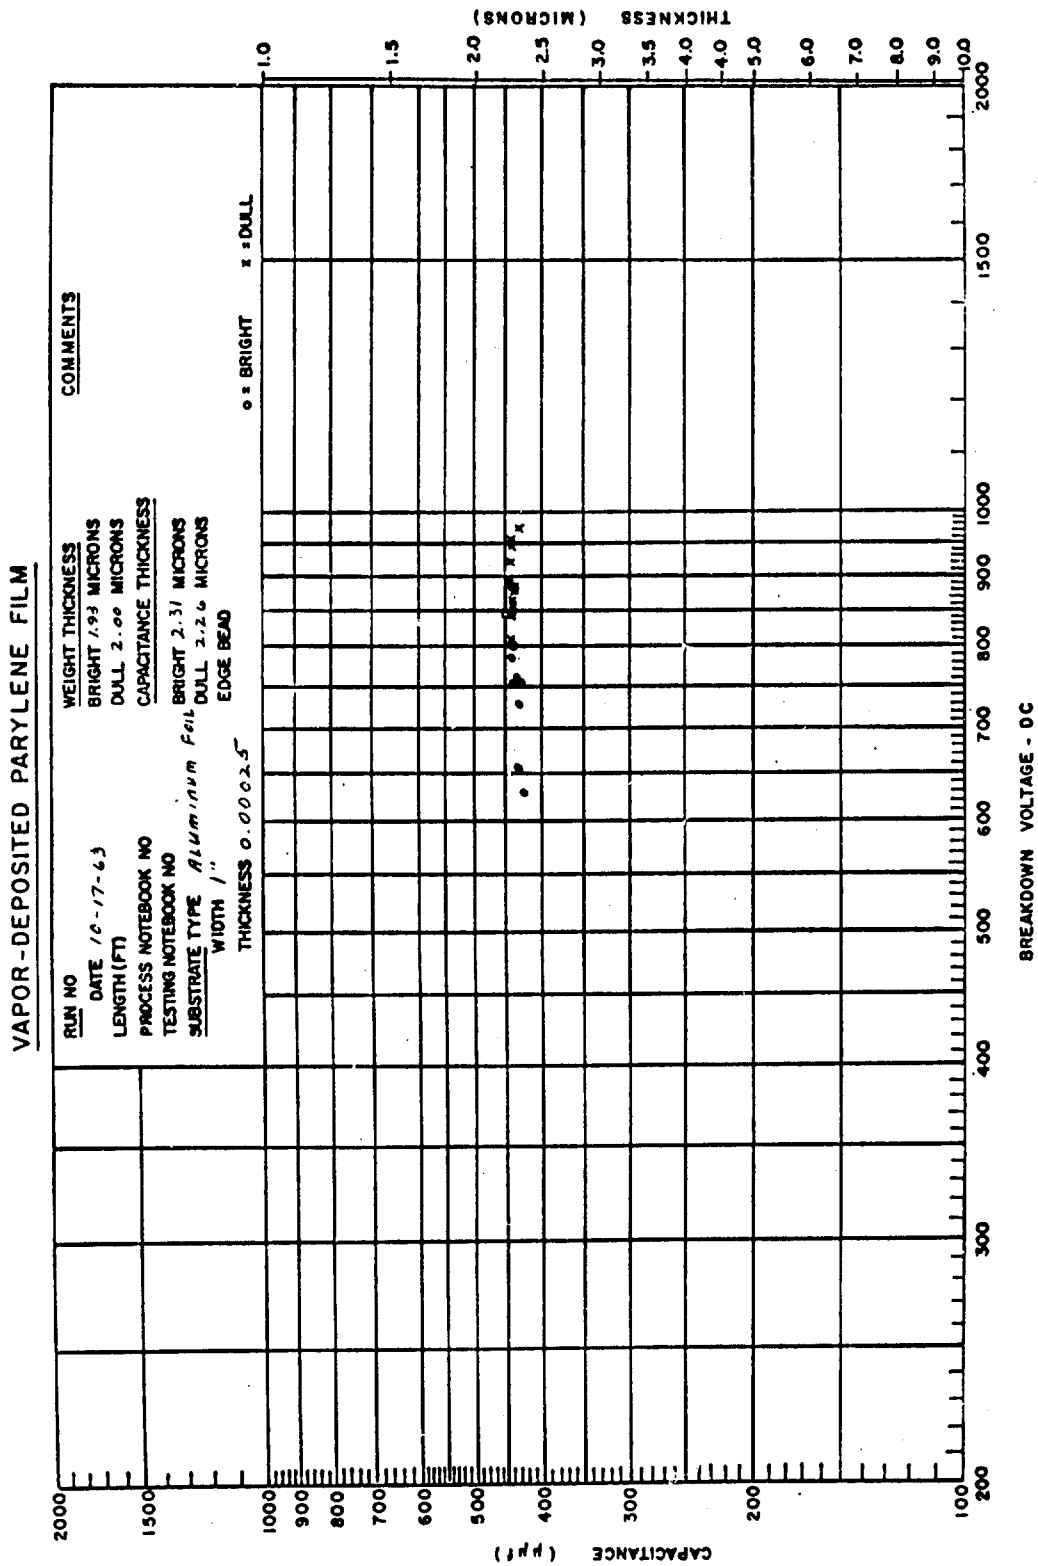 VAPOR-DEPOSITED PARYLENE FILM
RUN NO
DATE 10-17-63
LENGTH (FT)
PROCESS NOTEBOOK NO
TESTING NOTEBOOK NO
SUBSTRATE TYPE ALUMINUM FOIL
WIDTH 1"
THICKNESS 0.00025
WEIGHT THICKNESS
BRIGHT 1.93 MICRONS
DULL 2.00 MICRONS
CAPACITANCE THICKNESS
BRIGHT 2.31 MICRONS
DULL 2.26 MICRONS
EDGE BEAD
COMMENTS
o = BRIGHT x = DULL
CAPACITANCE (μμf)
2000
1500
1000
900
800
700
600
500
400
300
200
100
THICKNESS (MICRONS)
1.0
1.5
2.0
2.5
3.0
3.5
4.0
4.5
5.0
6.0
7.0
8.0
9.0
10.0
200
300
400
500
600
700
800
900
1000
1500
2000
BREAKDOWN VOLTAGE - DC